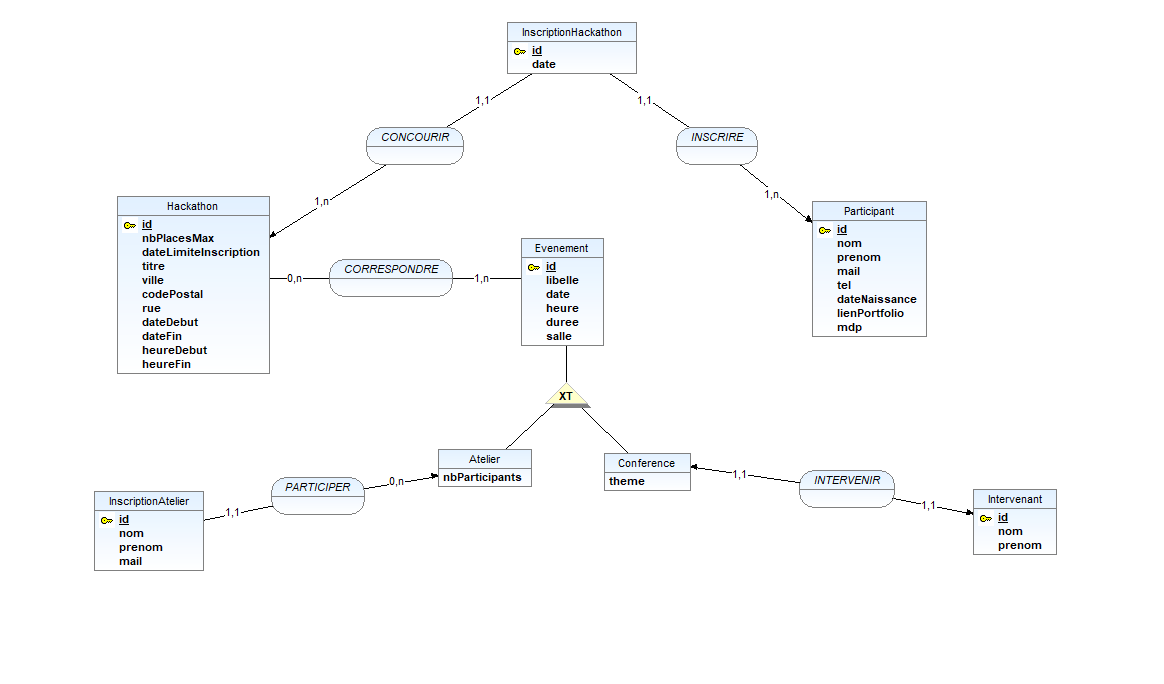 InscriptionHackathon
id
date
1,1
1,1
CONCOURIR
INSCRIRE
1,n
1,n
Hackathon
id
nbPlacesMax
dateLimiteInscription
titre
ville
codePostal
rue
dateDebut
dateFin
heureDebut
heureFin
Participant
id
nom
prenom
mail
tel
dateNaissance
lienPortfolio
mdp
0,n
CORRESPONDRE
1,n
Evenement
id
libelle
date
heure
duree
salle
XT
Atelier
nbParticipants
Conference
theme
InscriptionAtelier
id
nom
prenom
mail
1,1
PARTICIPER
0,n
1,1
INTERVENIR
1,1
Intervenant
id
nom
prenom